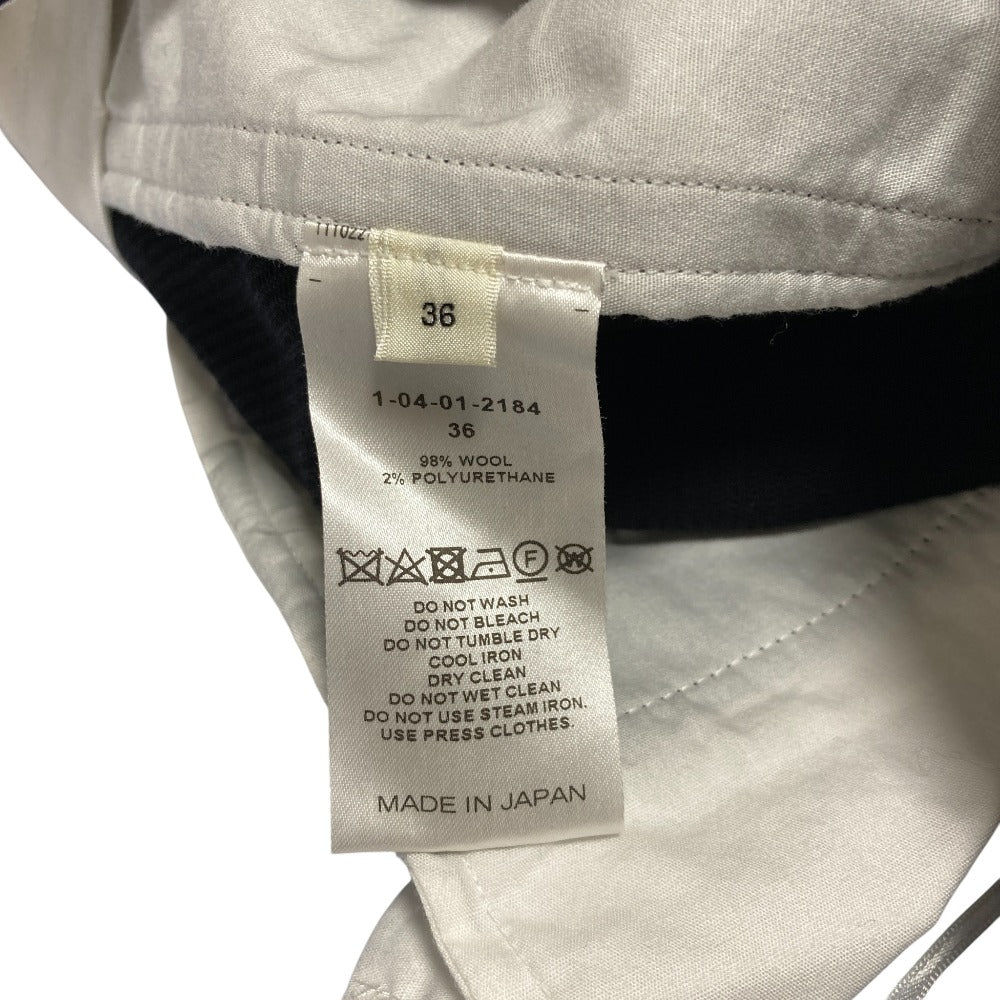 36
1-04-01-2184
36
98% WOOL
2% POLYURETHANE
F
W
DO NOT WASH
DO NOT BLEACH
DO NOT TUMBLE DRY
COOL IRON
DRY CLEAN
DO NOT WET CLEAN
DO NOT USE STEAM IRON.
USE PRESS CLOTHES.
MADE IN JAPAN